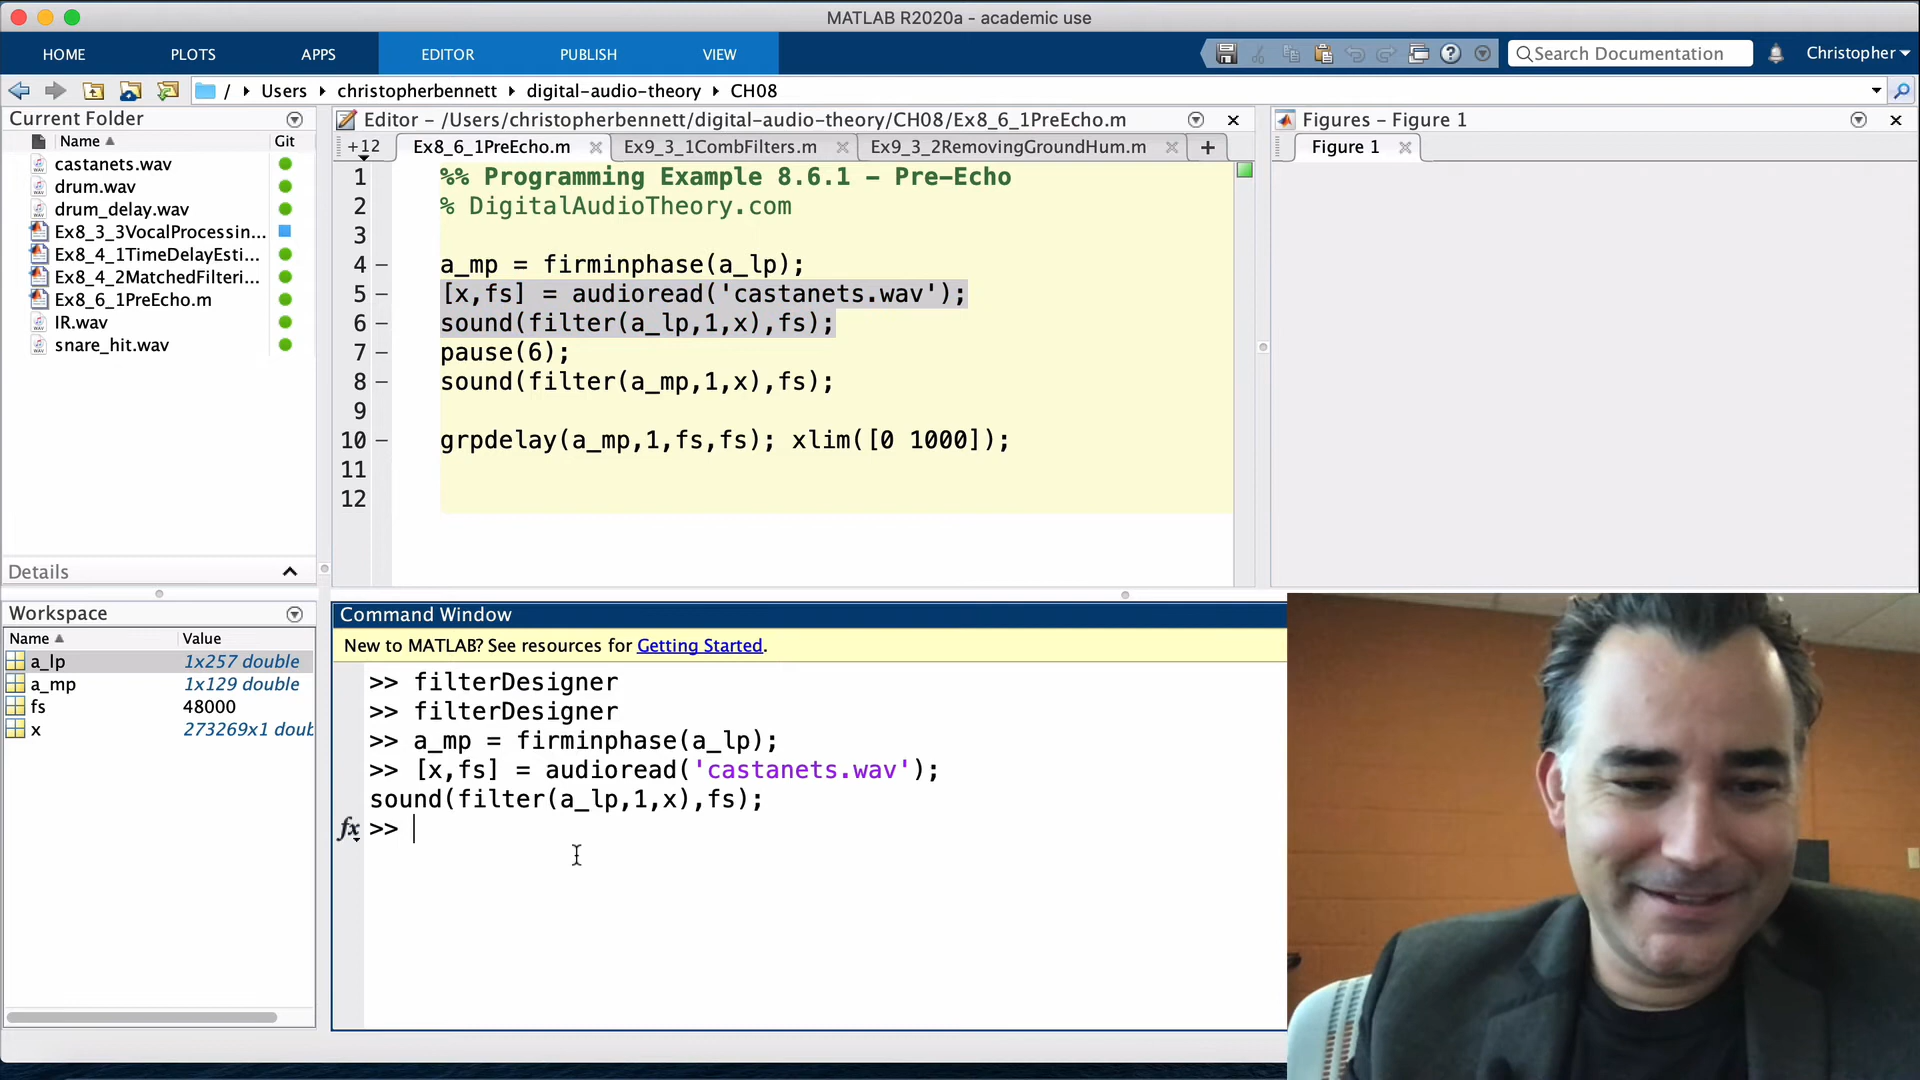 MATLAB R2020a - academic use
HOME PLOTS APPS EDITOR PUBLISH VIEW Search Documentation Christopher
/ Users christopherbennett digital-audio-theory CH08
Current Folder
Name Git
castanets.wav
drum.wav
drum_delay.wav
Ex8_3_3VocalProcessin...
Ex8_4_1TimeDelayEsti...
Ex8_4_2MatchedFilteri...
Ex8_6_1PreEcho.m
IR.wav
snare_hit.wav
Details
Editor - /Users/christopherbennett/digital-audio-theory/CH08/Ex8_6_1PreEcho.m
+12 Ex8_6_1PreEcho.m Ex9_3_1CombFilters.m Ex9_3_2RemovingGroundHum.m +
1 %% Programming Example 8.6.1 - Pre-Echo
2 % DigitalAudioTheory.com
3
4 - a_mp = firminphase(a_lp);
5 - [x,fs] = audioread('castanets.wav');
6 - sound(filter(a_lp,1,x),fs);
7 - pause(6);
8 - sound(filter(a_mp,1,x),fs);
9
10 - grpdelay(a_mp,1,fs,fs); xlim([0 1000]);
11
12
Figures - Figure 1
Figure 1
Workspace
Name Value
a_lp 1x257 double
a_mp 1x129 double
fs 48000
x 273269x1 doub
Command Window
New to MATLAB? See resources for Getting Started.
>> filterDesigner
>> filterDesigner
>> a_mp = firminphase(a_lp);
>> [x,fs] = audioread('castanets.wav');
sound(filter(a_lp,1,x),fs);
fx >>